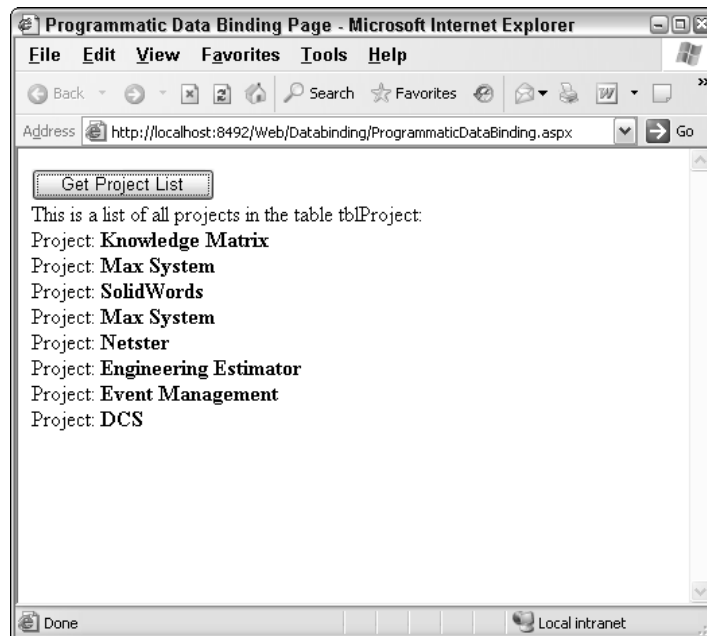 Programmatic Data Binding Page - Microsoft Internet Explorer
File Edit View Favorites Tools Help
Back Search Favorites W »
Address http://localhost:8492/Web/Databinding/ProgrammaticDataBinding.aspx Go
Get Project List
This is a list of all projects in the table tblProject:
Project: Knowledge Matrix
Project: Max System
Project: SolidWords
Project: Max System
Project: Netster
Project: Engineering Estimator
Project: Event Management
Project: DCS
Done Local intranet